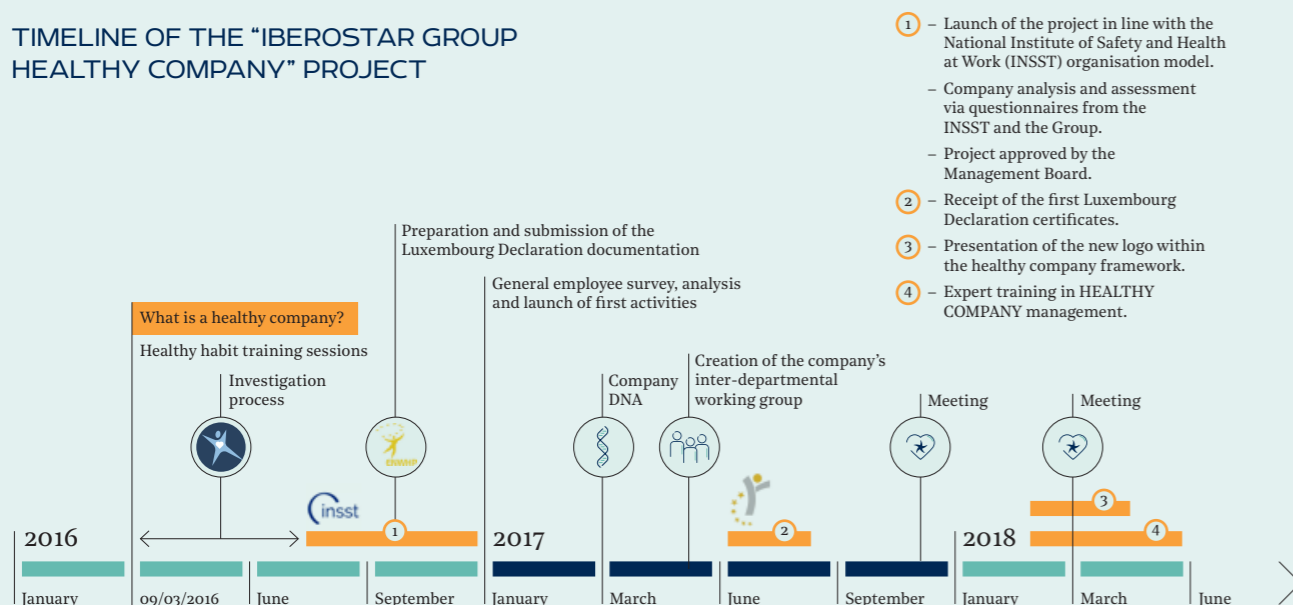 TIMELINE OF THE “IBEROSTAR GROUP
HEALTHY COMPANY” PROJECT
1 – Launch of the project in line with the
National Institute of Safety and Health
at Work (INSST) organisation model.
– Company analysis and assessment
via questionnaires from the
INSST and the Group.
– Project approved by the
Management Board.
2 – Receipt of the first Luxembourg
Declaration certificates.
3 – Presentation of the new logo within
the healthy company framework.
4 – Expert training in HEALTHY
COMPANY management.
Preparation and submission of the
Luxembourg Declaration documentation
General employee survey, analysis
and launch of first activities
What is a healthy company?
Healthy habit training sessions
Investigation
process
Company
DNA
Creation of the company’s
inter-departmental
working group
Meeting
Meeting
ENWHP
insst
1
2
3
4
2016
2017
2018
January
09/03/2016
June
September
January
March
June
September
January
March
June